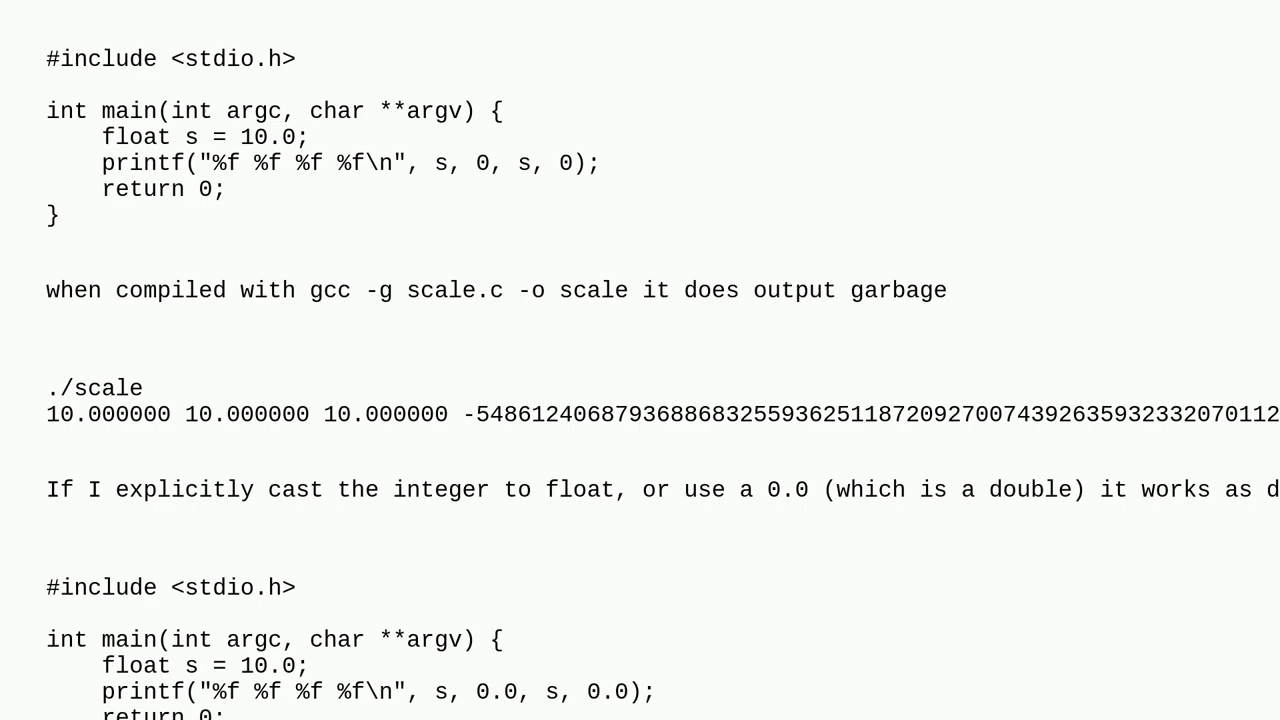 #include <stdio.h>
int main(int argc, char **argv) {
    float s = 10.0;
    printf("%f %f %f %f\n", s, 0, s, 0);
    return 0;
}
when compiled with gcc -g scale.c -o scale it does output garbage
./scale
10.000000 10.000000 10.000000 -5486124068793688683255936251187209270074392635932332070112
If I explicitly cast the integer to float, or use a 0.0 (which is a double) it works as d
#include <stdio.h>
int main(int argc, char **argv) {
    float s = 10.0;
    printf("%f %f %f %f\n", s, 0.0, s, 0.0);
    return 0;